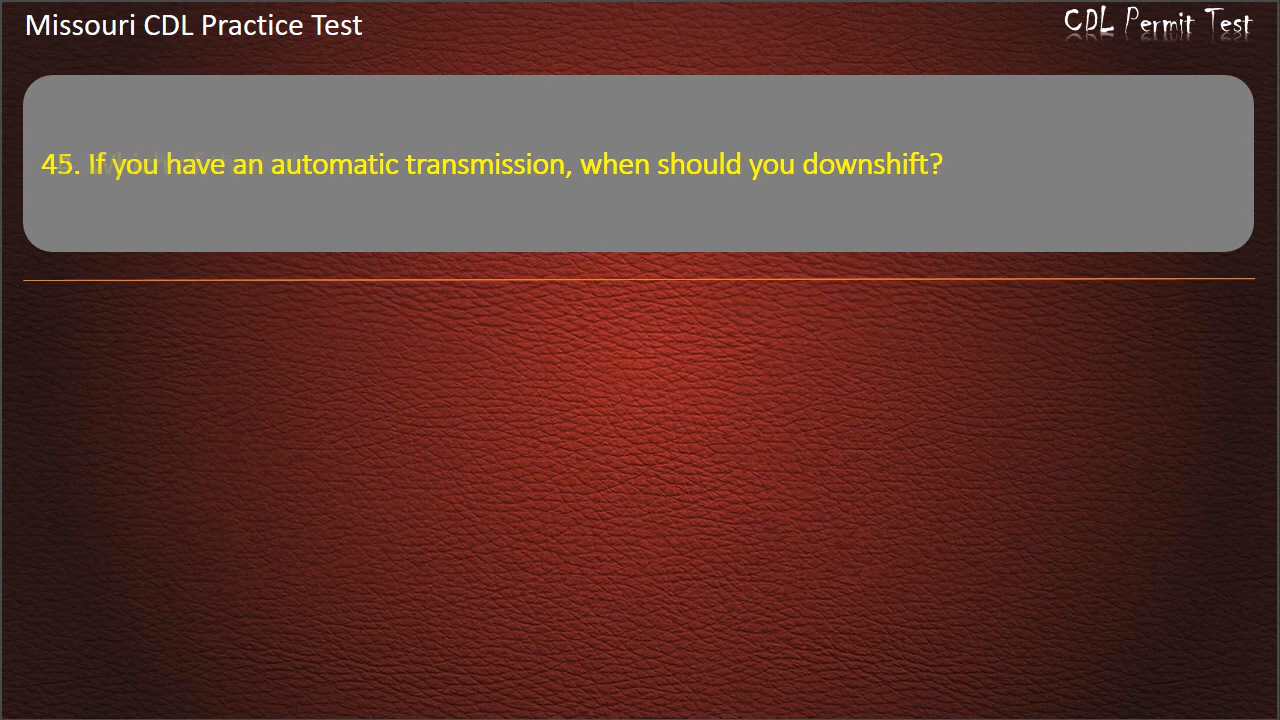 Missouri CDL Practice Test
CDL Permit Test
45. If you have an automatic transmission, when should you downshift?